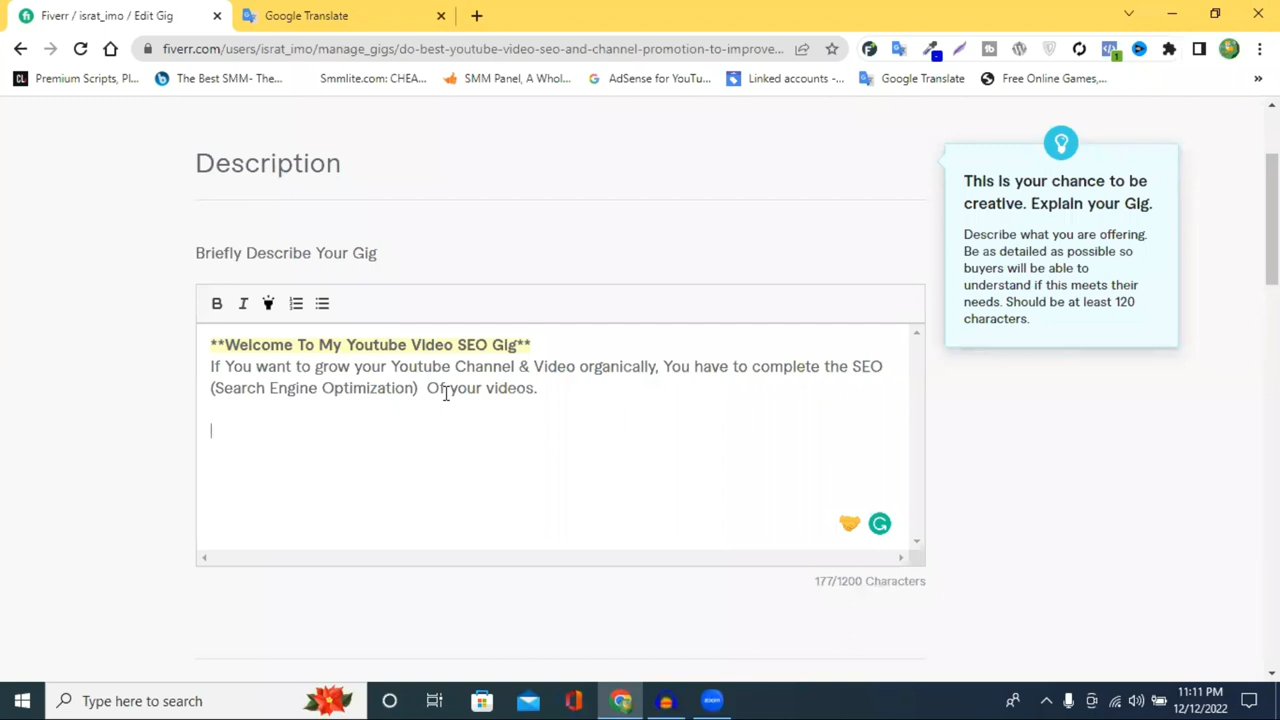 Fiverr / israt_imo / Edit Gig
Google Translate
fiverr.com/users/israt_imo/manage_gigs/do-best-youtube-video-seo-and-channel-promotion-to-improve...
Premium Scripts, Pl...
The Best SMM- The...
Smmlite.com: CHEA...
SMM Panel, A Whol...
AdSense for YouTu...
Linked accounts -...
Google Translate
Free Online Games,...
Description
Briefly Describe Your Gig
**Welcome To My Youtube Video SEO Gig**
If You want to grow your Youtube Channel & Video organically, You have to complete the SEO
(Search Engine Optimization)  Of your videos.
177/1200 Characters
This is your chance to be
creative. Explain your Gig.
Describe what you are offering.
Be as detailed as possible so
buyers will be able to
understand if this meets their
needs. Should be at least 120
characters.
Type here to search
zoom
11:11 PM
12/12/2022